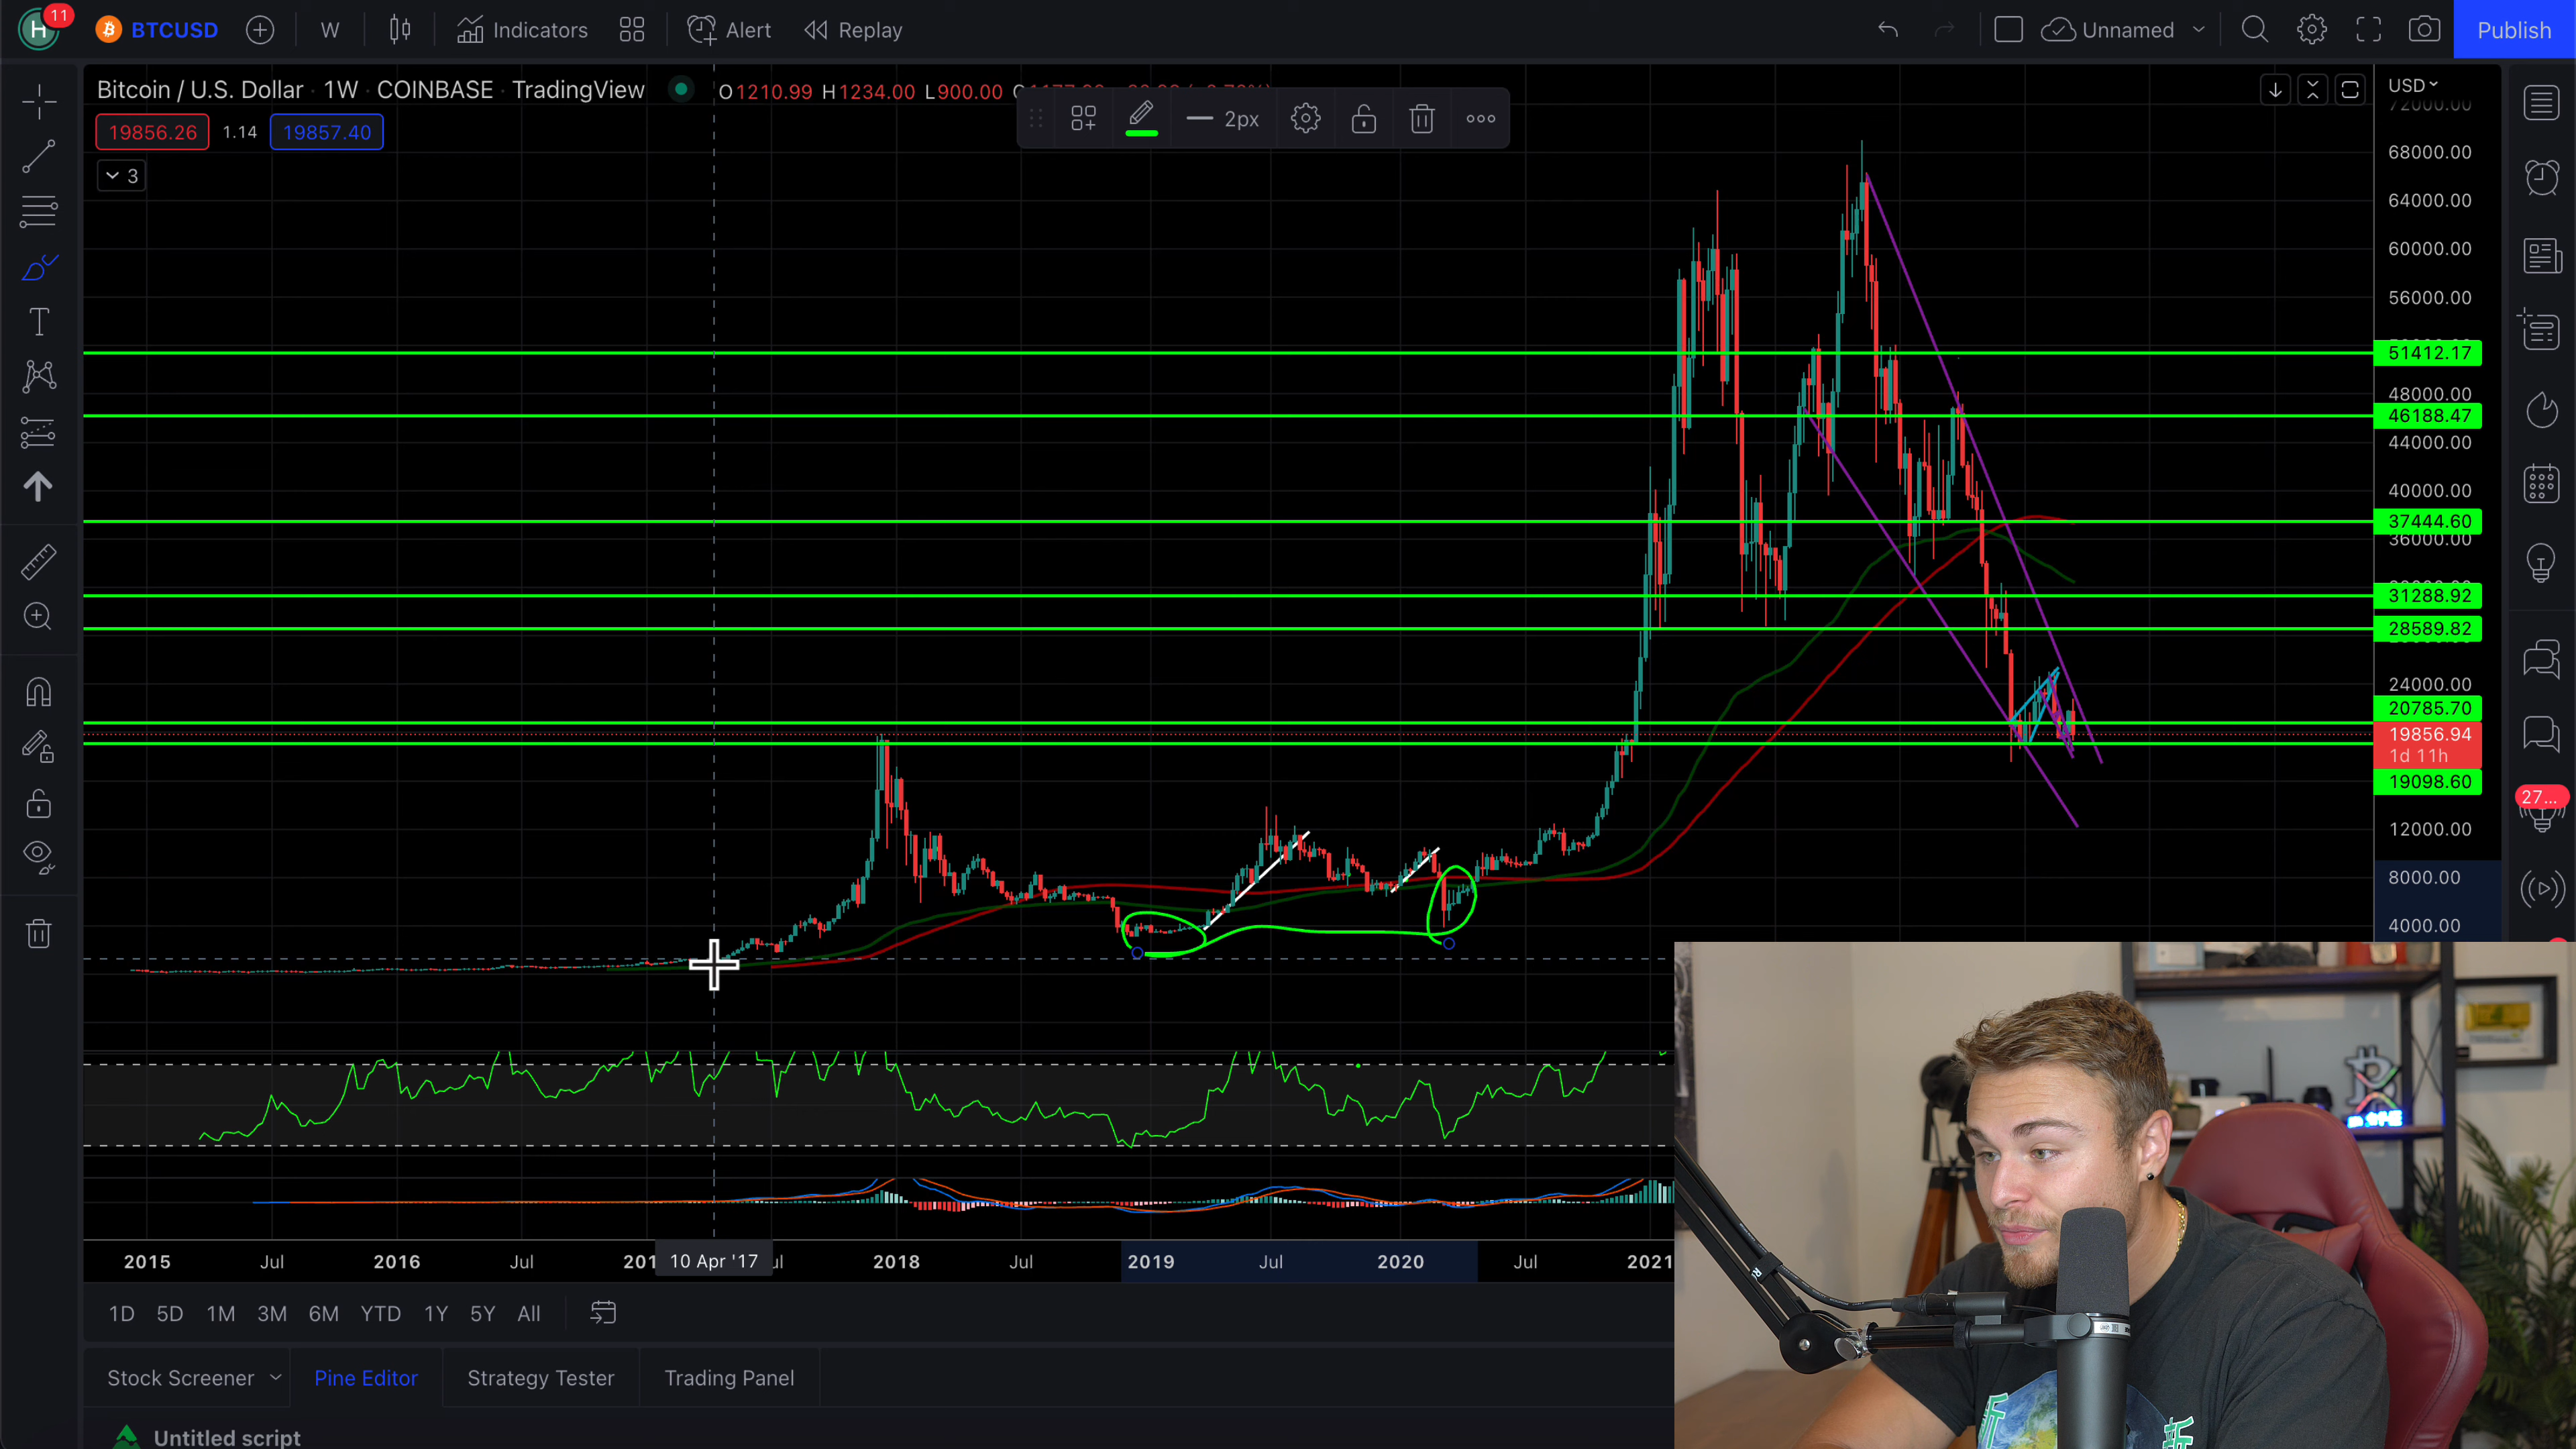 H 11 BTCUSD W Indicators Alert Replay Unnamed Publish
Bitcoin / U.S. Dollar · 1W · COINBASE · TradingView O1210.99 H1234.00 L900.00
19856.26 1.14 19857.40
3
2px
USD
72000.00
68000.00
64000.00
60000.00
56000.00
51412.17
48000.00
46188.47
44000.00
40000.00
37444.60
36000.00
31288.92
28589.82
24000.00
20785.70
19856.94
1d 11h
19098.60
12000.00
8000.00
4000.00
27...
2015 Jul 2016 Jul 201 10 Apr '17 2018 Jul 2019 Jul 2020 Jul 2021
1D 5D 1M 3M 6M YTD 1Y 5Y All
Stock Screener Pine Editor Strategy Tester Trading Panel
Untitled script